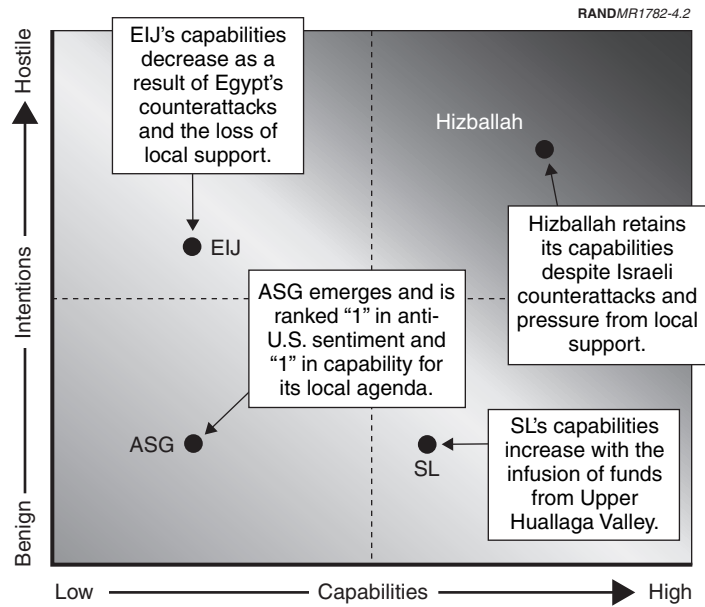 RANDMR1782-4.2
Hostile
Intentions
Benign
EIJ’s capabilities
decrease as a
result of Egypt’s
counterattacks
and the loss of
local support.
Hizballah
EIJ
Hizballah retains
its capabilities
despite Israeli
counterattacks and
pressure from local
support.
ASG emerges and is
ranked “1” in anti-
U.S. sentiment and
“1” in capability for
its local agenda.
ASG
SL
SL’s capabilities
increase with the
infusion of funds
from Upper
Huallaga Valley.
Low
Capabilities
High